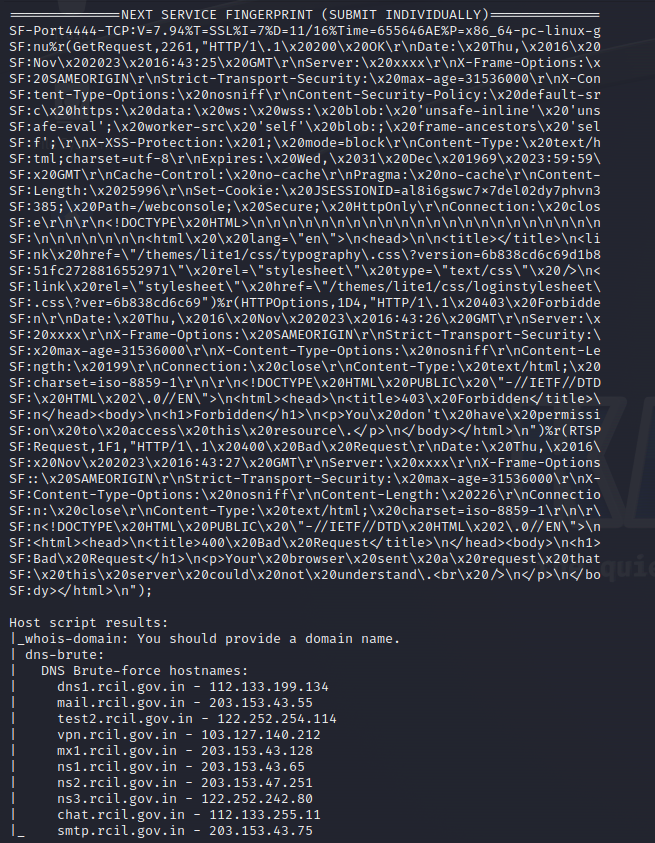 ==============NEXT SERVICE FINGERPRINT (SUBMIT INDIVIDUALLY)==============
SF-Port4444-TCP:V=7.94%T=SSL%I=7%D=11/16%Time=655646AE%P=x86_64-pc-linux-g
SF:nu%r(GetRequest,2261,"HTTP/1\.1\x20200\x20OK\r\nDate:\x20Thu,\x2016\x20
SF:Nov\x202023\x2016:43:25\x20GMT\r\nServer:\x20xxxx\r\nX-Frame-Options:\x
SF:20SAMEORIGIN\r\nStrict-Transport-Security:\x20max-age=31536000\r\nX-Con
SF:tent-Type-Options:\x20nosniff\r\nContent-Security-Policy:\x20default-sr
SF:c\x20https:\x20data:\x20ws:\x20wss:\x20blob:\x20'unsafe-inline'\x20'uns
SF:afe-eval';\x20worker-src\x20'self'\x20blob:;\x20frame-ancestors\x20'sel
SF:f';\r\nX-XSS-Protection:\x201;\x20mode=block\r\nContent-Type:\x20text/h
SF:tml;charset=utf-8\r\nExpires:\x20Wed,\x2031\x20Dec\x201969\x2023:59:59\
SF:x20GMT\r\nCache-Control:\x20no-cache\r\nPragma:\x20no-cache\r\nContent-
SF:Length:\x2025996\r\nSet-Cookie:\x20JSESSIONID=al8i6gswc7x7del02dy7phvn3
SF:385;\x20Path=/webconsole;\x20Secure;\x20HttpOnly\r\nConnection:\x20clos
SF:e\r\n\r\n<!DOCTYPE\x20HTML>\n\n\n\n\n\n\n\n\n\n\n\n\n\n\n\n\n\n\n\n\n\n
SF:\n\n\n\n\n\n\n<html\x20\x20lang=\"en\">\n<head>\n\n<title></title>\n<li
SF:nk\x20href=\"/themes/lite1/css/typography\.css\?version=6b838cd6c69d1b8
SF:51fc2728816552971\"\x20rel=\"stylesheet\"\x20type=\"text/css\"\x20/>\n<
SF:link\x20rel=\"stylesheet\"\x20href=\"/themes/lite1/css/loginstylesheet\
SF:.css\?ver=6b838cd6c69")%r(HTTPOptions,1D4,"HTTP/1\.1\x20403\x20Forbidde
SF:n\r\nDate:\x20Thu,\x2016\x20Nov\x202023\x2016:43:26\x20GMT\r\nServer:\x
SF:20xxxx\r\nX-Frame-Options:\x20SAMEORIGIN\r\nStrict-Transport-Security:\
SF:x20max-age=31536000\r\nX-Content-Type-Options:\x20nosniff\r\nContent-Le
SF:ngth:\x20199\r\nConnection:\x20close\r\nContent-Type:\x20text/html;\x20
SF:charset=iso-8859-1\r\n\r\n<!DOCTYPE\x20HTML\x20PUBLIC\x20\"-//IETF//DTD
SF:\x20HTML\x202\.0//EN\">\n<html><head>\n<title>403\x20Forbidden</title>\
SF:n</head><body>\n<h1>Forbidden</h1>\n<p>You\x20don't\x20have\x20permissi
SF:on\x20to\x20access\x20this\x20resource\.</p>\n</body></html>\n")%r(RTSP
SF:Request,1F1,"HTTP/1\.1\x20400\x20Bad\x20Request\r\nDate:\x20Thu,\x2016\
SF:x20Nov\x202023\x2016:43:27\x20GMT\r\nServer:\x20xxxx\r\nX-Frame-Options
SF::\x20SAMEORIGIN\r\nStrict-Transport-Security:\x20max-age=31536000\r\nX-
SF:Content-Type-Options:\x20nosniff\r\nContent-Length:\x20226\r\nConnectio
SF:n:\x20close\r\nContent-Type:\x20text/html;\x20charset=iso-8859-1\r\n\r\
SF:n<!DOCTYPE\x20HTML\x20PUBLIC\x20\"-//IETF//DTD\x20HTML\x202\.0//EN\">\n
SF:<html><head>\n<title>400\x20Bad\x20Request</title>\n</head><body>\n<h1>
SF:Bad\x20Request</h1>\n<p>Your\x20browser\x20sent\x20a\x20request\x20that
SF:\x20this\x20server\x20could\x20not\x20understand\.<br\x20/>\n</p>\n</bo
SF:dy></html>\n");

Host script results:
|_whois-domain: You should provide a domain name.
| dns-brute:
|   DNS Brute-force hostnames:
|     dns1.rcil.gov.in - 112.133.199.134
|     mail.rcil.gov.in - 203.153.43.55
|     test2.rcil.gov.in - 122.252.254.114
|     vpn.rcil.gov.in - 103.127.140.212
|     mx1.rcil.gov.in - 203.153.43.128
|     ns1.rcil.gov.in - 203.153.43.65
|     ns2.rcil.gov.in - 203.153.47.251
|     ns3.rcil.gov.in - 122.252.242.80
|     chat.rcil.gov.in - 112.133.255.11
|_    smtp.rcil.gov.in - 203.153.43.75